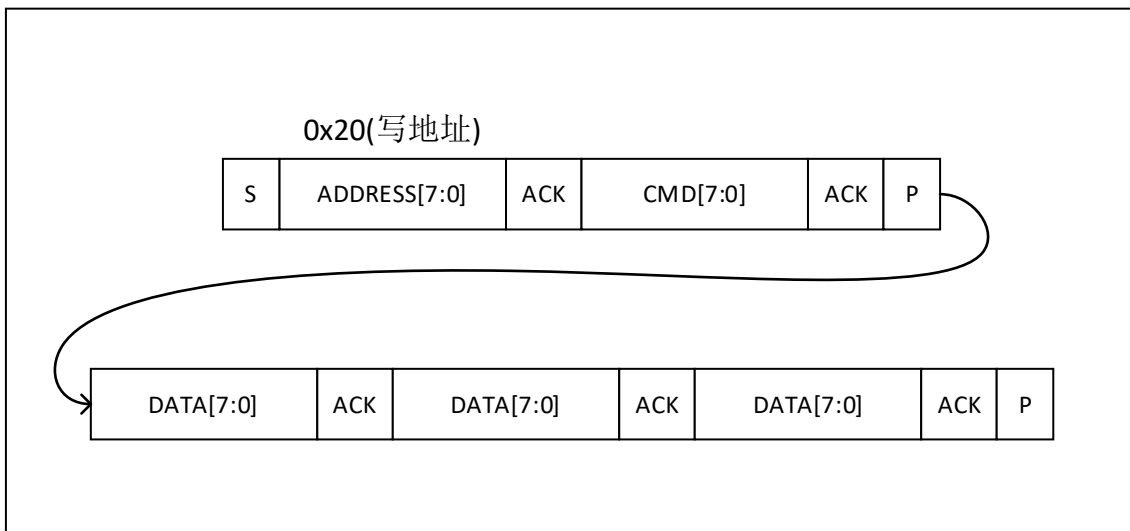 0x20(写地址)
S ADDRESS[7:0] ACK CMD[7:0] ACK P
DATA[7:0] ACK DATA[7:0] ACK DATA[7:0] ACK P